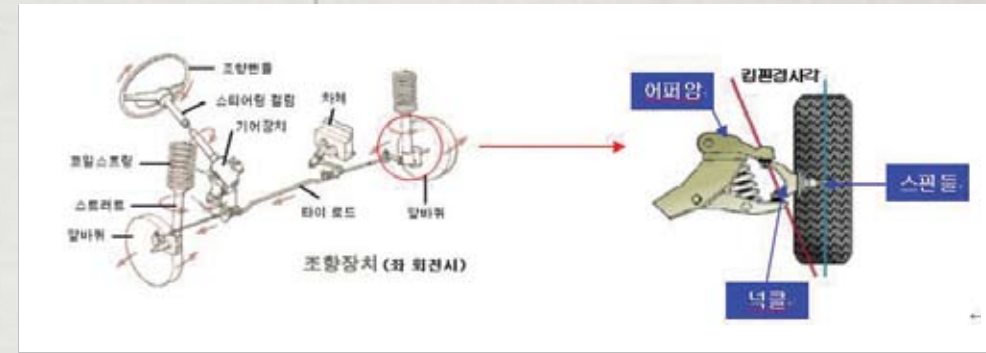 조향핸들
스티어링 컬럼
차체
기어장치
코일스프링
스트러트
타이 로드
앞바퀴
앞바퀴
조향장치 (좌 회전시)
킹핀경사각
어퍼암
스핀들
넉클